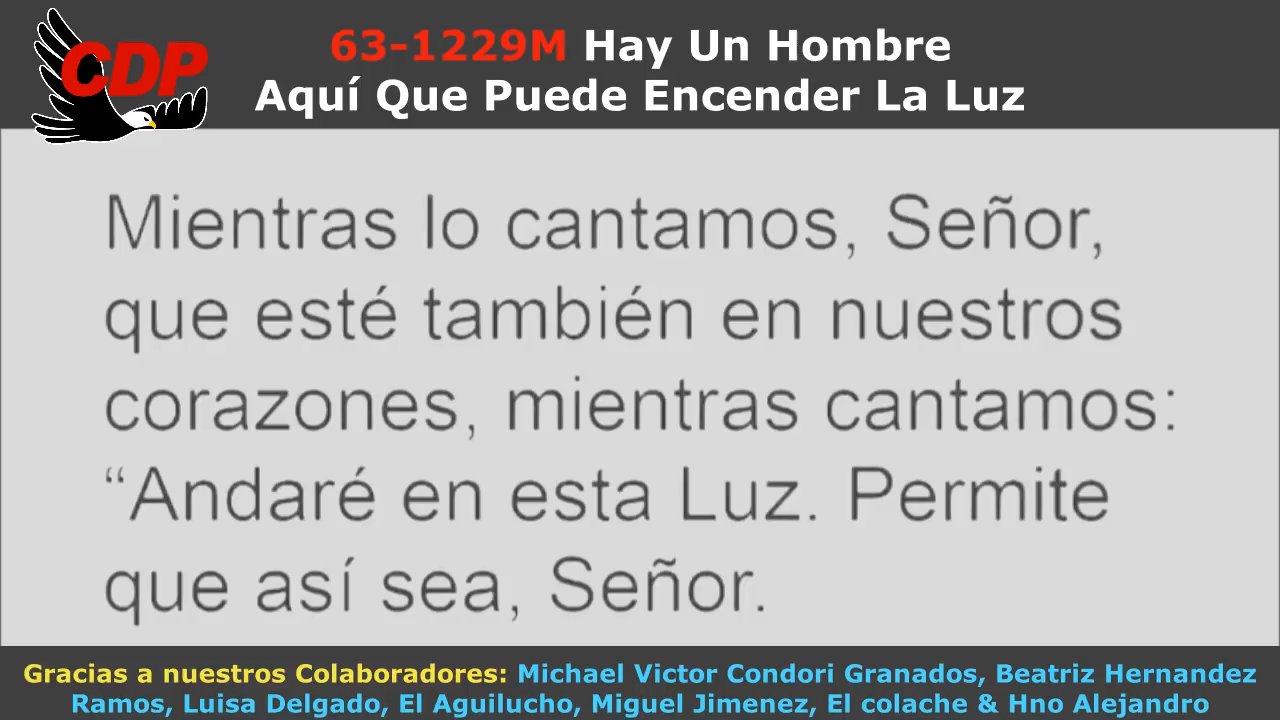 CDP
63-1229M Hay Un Hombre
Aquí Que Puede Encender La Luz
Mientras lo cantamos, Señor,
que esté también en nuestros
corazones, mientras cantamos:
“Andaré en esta Luz. Permite
que así sea, Señor.
Gracias a nuestros Colaboradores: Michael Victor Condori Granados, Beatriz Hernandez
Ramos, Luisa Delgado, El Aguilucho, Miguel Jimenez, El colache & Hno Alejandro